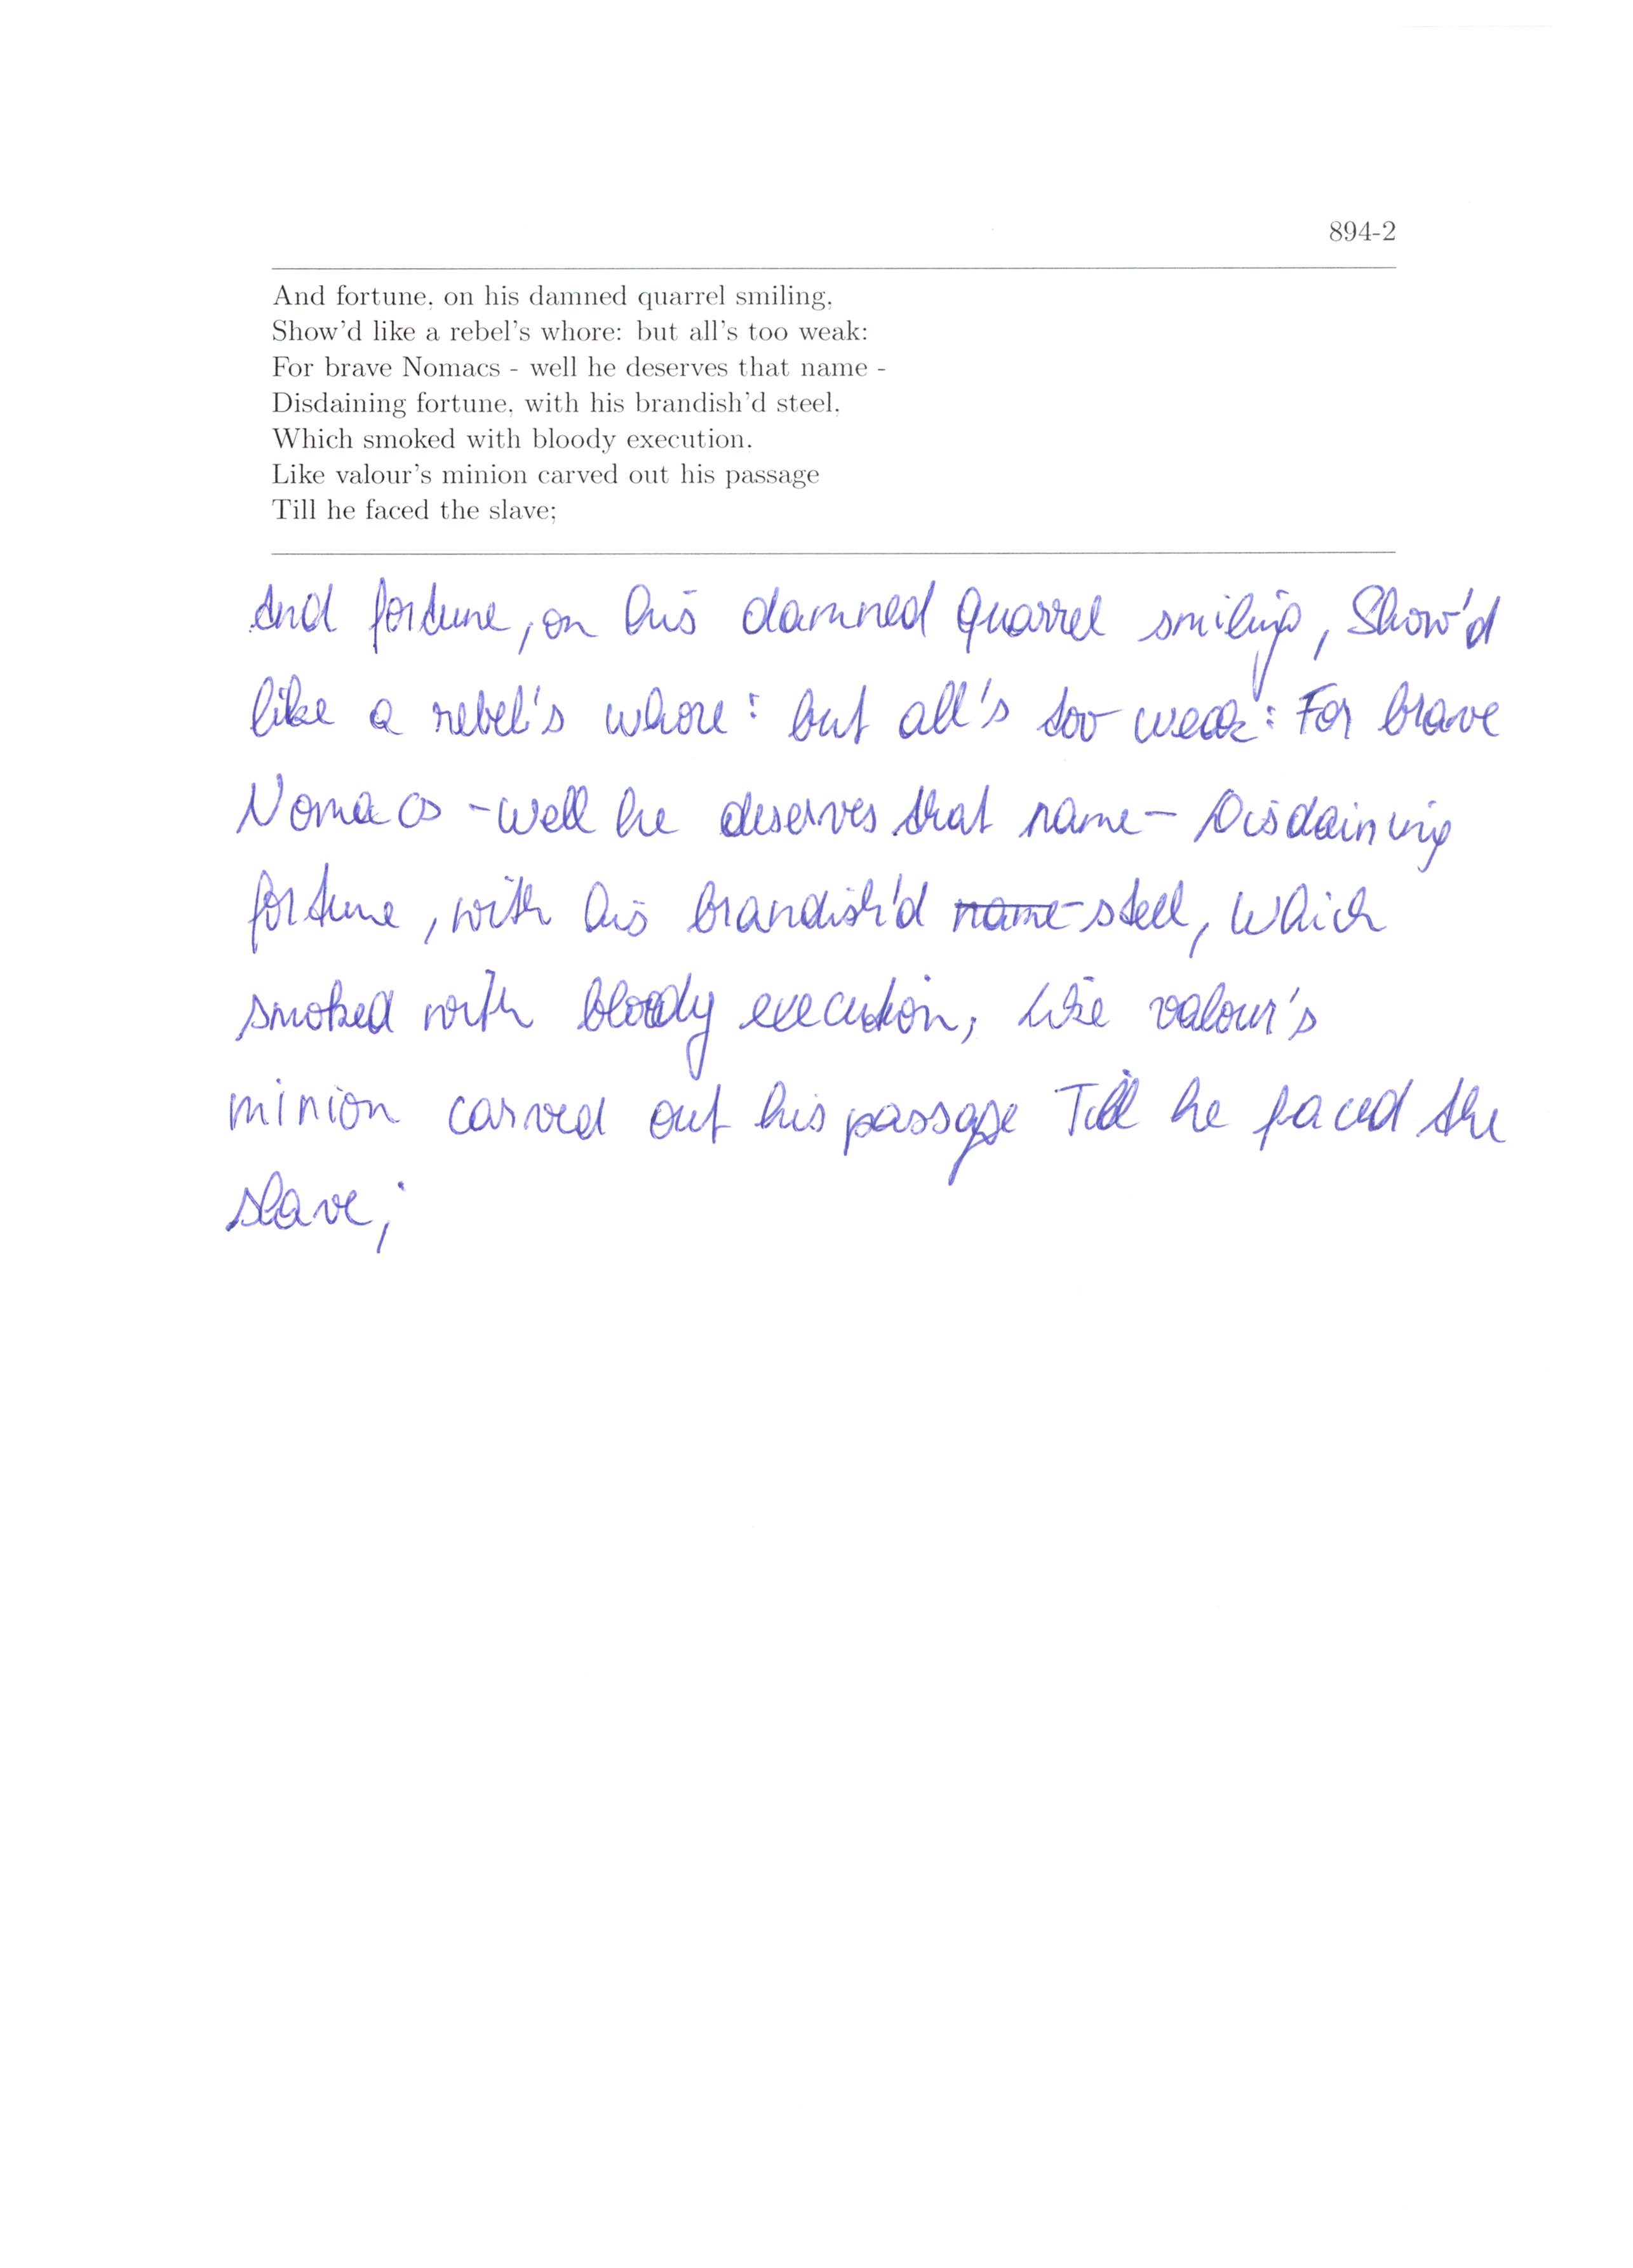 894-2
And fortune, on his damned quarrel smiling,
Show'd like a rebel's whore: but all's too weak:
For brave Nomacs - well he deserves that name -
Disdaining fortune, with his brandish'd steel,
Which smoked with bloody execution.
Like valour's minion carved out his passage
Till he faced the slave;
And fortune, on his damned quarrel smiling, Show'd
like a rebel's whore: but all's too weak: For brave
Nomacs - well he deserves that name - Disdaining
fortune, with his brandish'd name steel, Which
smoked with bloody execution, Like valour's
minion carved out his passage Till he faced the
slave;